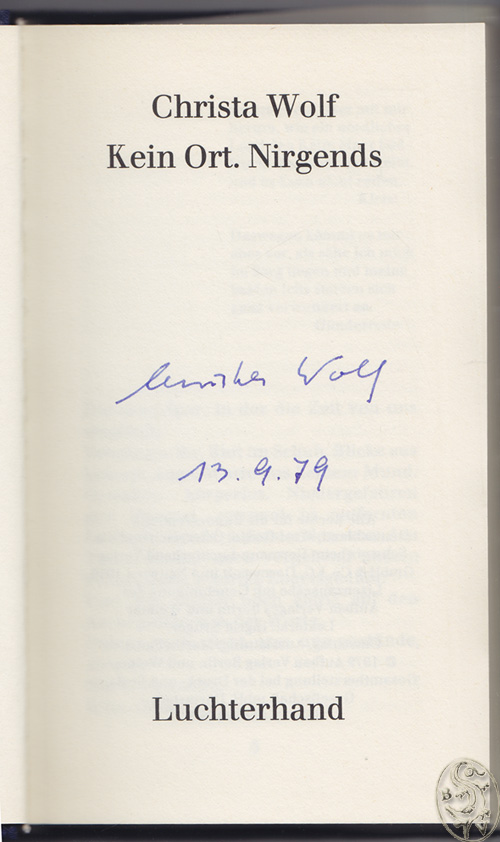 Christa Wolf
Kein Ort. Nirgends
Christa Wolf
13.9.79
Luchterhand